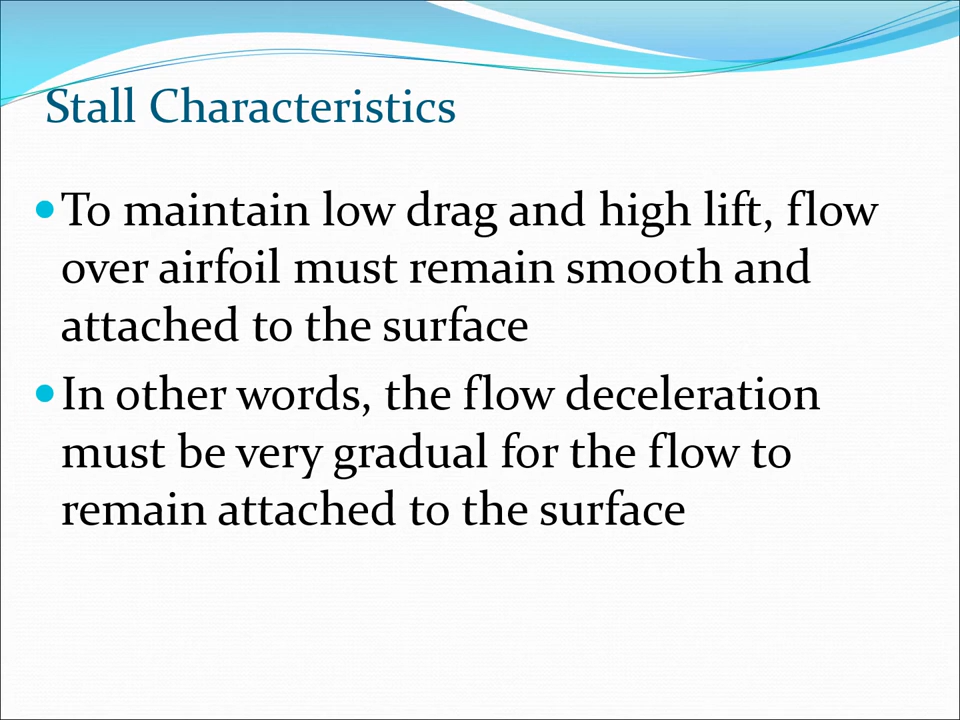 Stall Characteristics
To maintain low drag and high lift, flow
over airfoil must remain smooth and
attached to the surface
In other words, the flow deceleration
must be very gradual for the flow to
remain attached to the surface